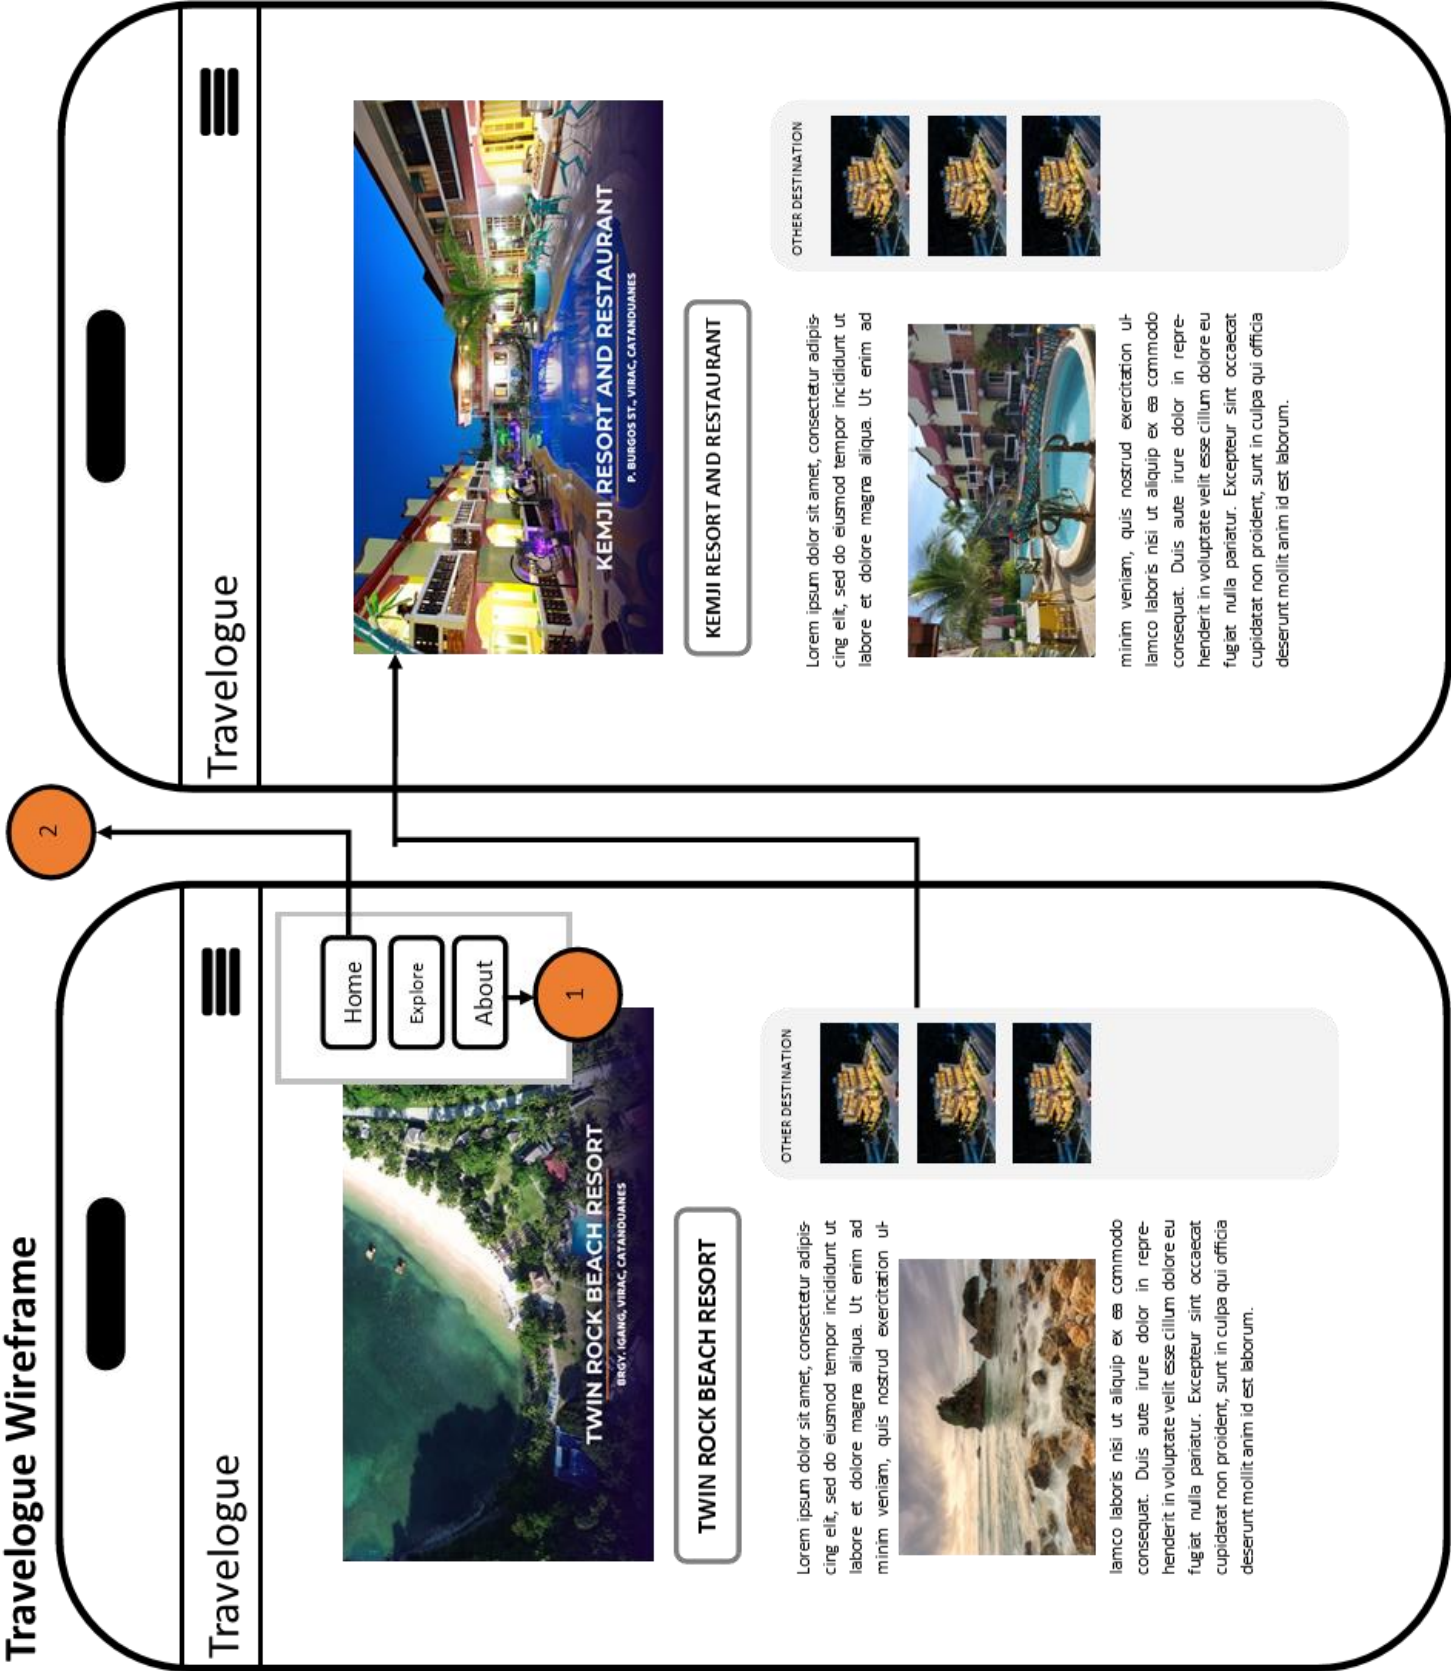 Travelogue Wireframe
Travelogue
Home
Explore
About
1
2
TWIN ROCK BEACH RESORT
BRGY. IGANG, VIRAC, CATANDUANES
TWIN ROCK BEACH RESORT
Lorem ipsum dolor sit amet, consectetur adipis-
cing elit, sed do eiusmod tempor incididunt ut
labore et dolore magna aliqua. Ut enim ad
minim veniam, quis nostrud exercitation ul-
lamco laboris nisi ut aliquip ex ea commodo
consequat. Duis aute irure dolor in repre-
henderit in voluptate velit esse cillum dolore eu
fugiat nulla pariatur. Excepteur sint occaecat
cupidatat non proident, sunt in culpa qui officia
deserunt mollit anim id est laborum.
OTHER DESTINATION
Travelogue
KEMJI RESORT AND RESTAURANT
P. BURGOS ST., VIRAC, CATANDUANES
KEMJI RESORT AND RESTAURANT
Lorem ipsum dolor sit amet, consectetur adipis-
cing elit, sed do eiusmod tempor incididunt ut
labore et dolore magna aliqua. Ut enim ad
minim veniam, quis nostrud exercitation ul-
lamco laboris nisi ut aliquip ex ea commodo
consequat. Duis aute irure dolor in repre-
henderit in voluptate velit esse cillum dolore eu
fugiat nulla pariatur. Excepteur sint occaecat
cupidatat non proident, sunt in culpa qui officia
deserunt mollit anim id est laborum.
OTHER DESTINATION